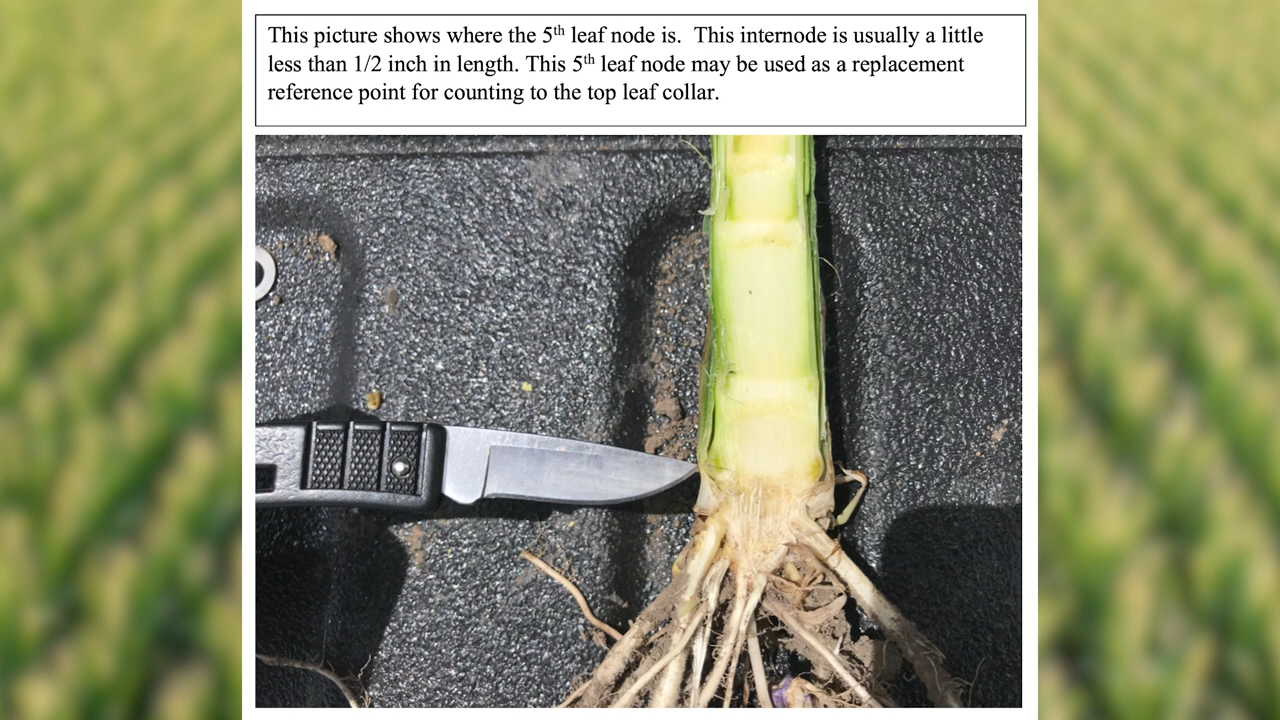 This picture shows where the 5th leaf node is.  This internode is usually a little
less than 1/2 inch in length. This 5th leaf node may be used as a replacement
reference point for counting to the top leaf collar.